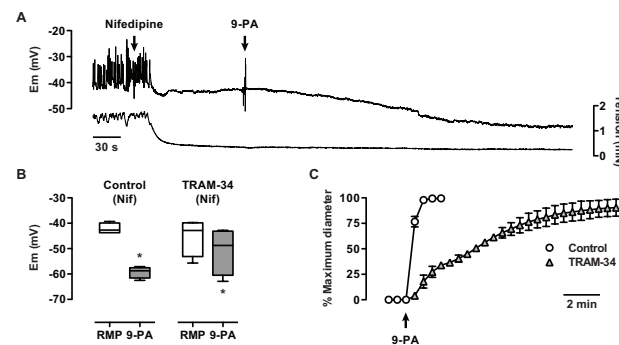 A
Nifedipine
9-PA
Em (mV)
-20
-30
-40
-50
30 s
2
1
0
Tension (mN)
B
Control
(Nif)
TRAM-34
(Nif)
Em (mV)
-30
-40
-50
-60
-70
*
*
RMP 9-PA
RMP 9-PA
C
% Maximum diameter
100
75
50
25
0
Control
TRAM-34
2 min
9-PA